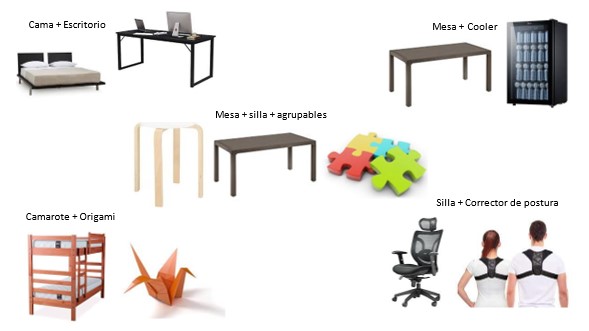 Cama + Escritorio
Mesa + Cooler
Mesa + silla + agrupables
Camarote + Origami
Silla + Corrector de postura